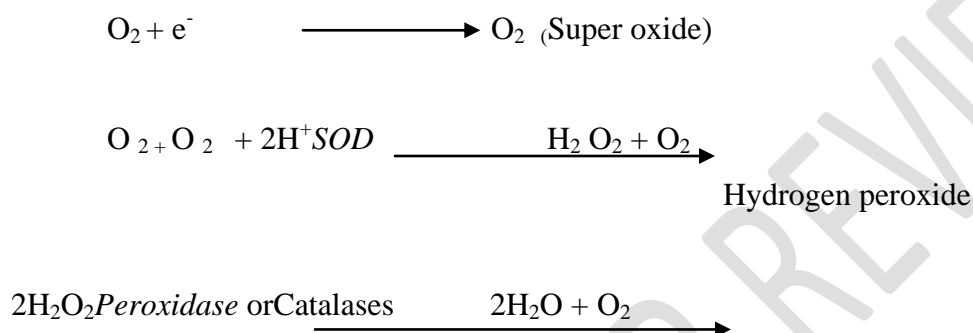 O₂ + e⁻ ⟶ O₂ (Super oxide)
O ₂ + O ₂ + 2H⁺SOD ⟶ H₂ O₂ + O₂
Hydrogen peroxide
2H₂O₂Peroxidase orCatalases ⟶ 2H₂O + O₂